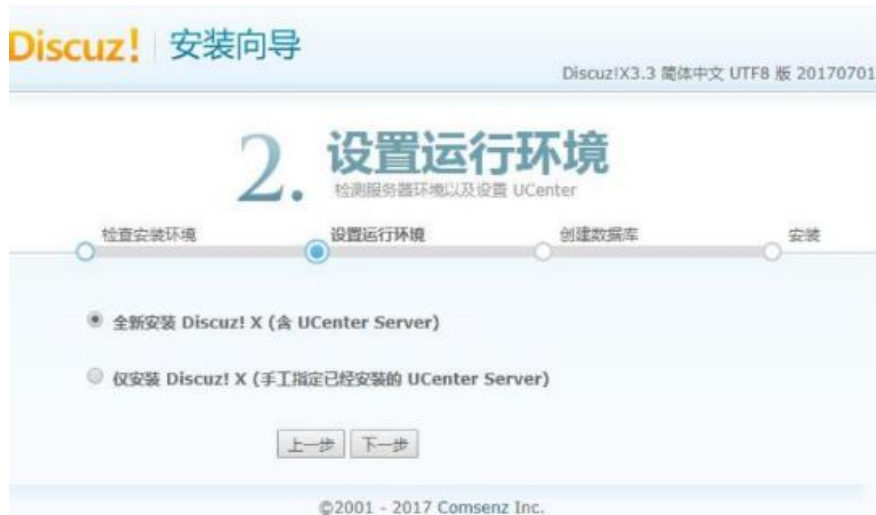 Discuz! 安装向导
Discuz!X3.3 简体中文 UTF8 版 20170701
2. 设置运行环境
检测服务器环境以及设置 UCenter
检查安装环境 设置运行环境 创建数据库 安装
全新安装 Discuz! X (含 UCenter Server)
仅安装 Discuz! X (手工指定已经安装的 UCenter Server)
上一步 下一步
©2001 - 2017 Comsenz Inc.